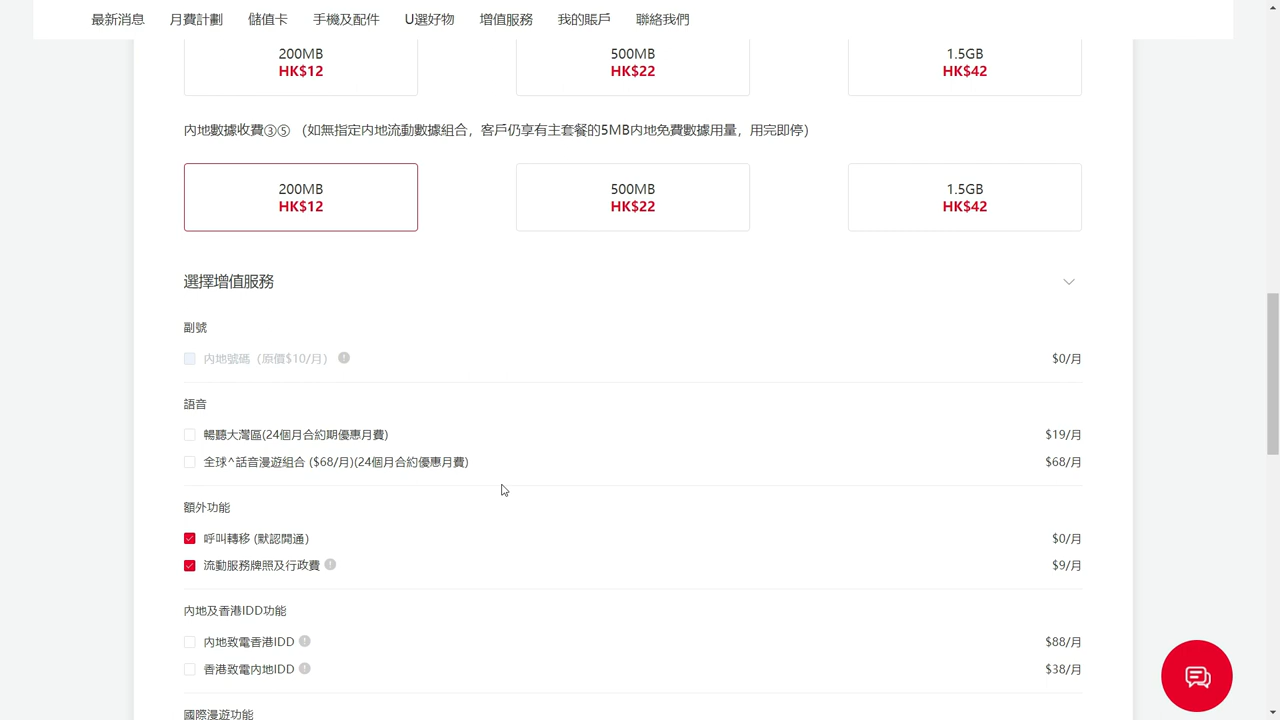 最新消息 月費計劃 儲值卡 手機及配件 U選好物 增值服務 我的賬戶 聯絡我們
200MB 500MB 1.5GB
HK$12 HK$22 HK$42
內地數據收費③⑤ （如無指定內地流動數據組合，客戶仍享有主套餐的5MB內地免費數據用量，用完即停）
200MB 500MB 1.5GB
HK$12 HK$22 HK$42
選擇增值服務
副號
內地號碼（原價$10/月） $0/月
語音
暢聽大灣區(24個月合約期優惠月費) $19/月
全球^話音漫遊組合 ($68/月)(24個月合約優惠月費) $68/月
額外功能
呼叫轉移 (默認開通) $0/月
流動服務牌照及行政費 $9/月
內地及香港IDD功能
內地致電香港IDD $88/月
香港致電內地IDD $38/月
國際漫遊功能